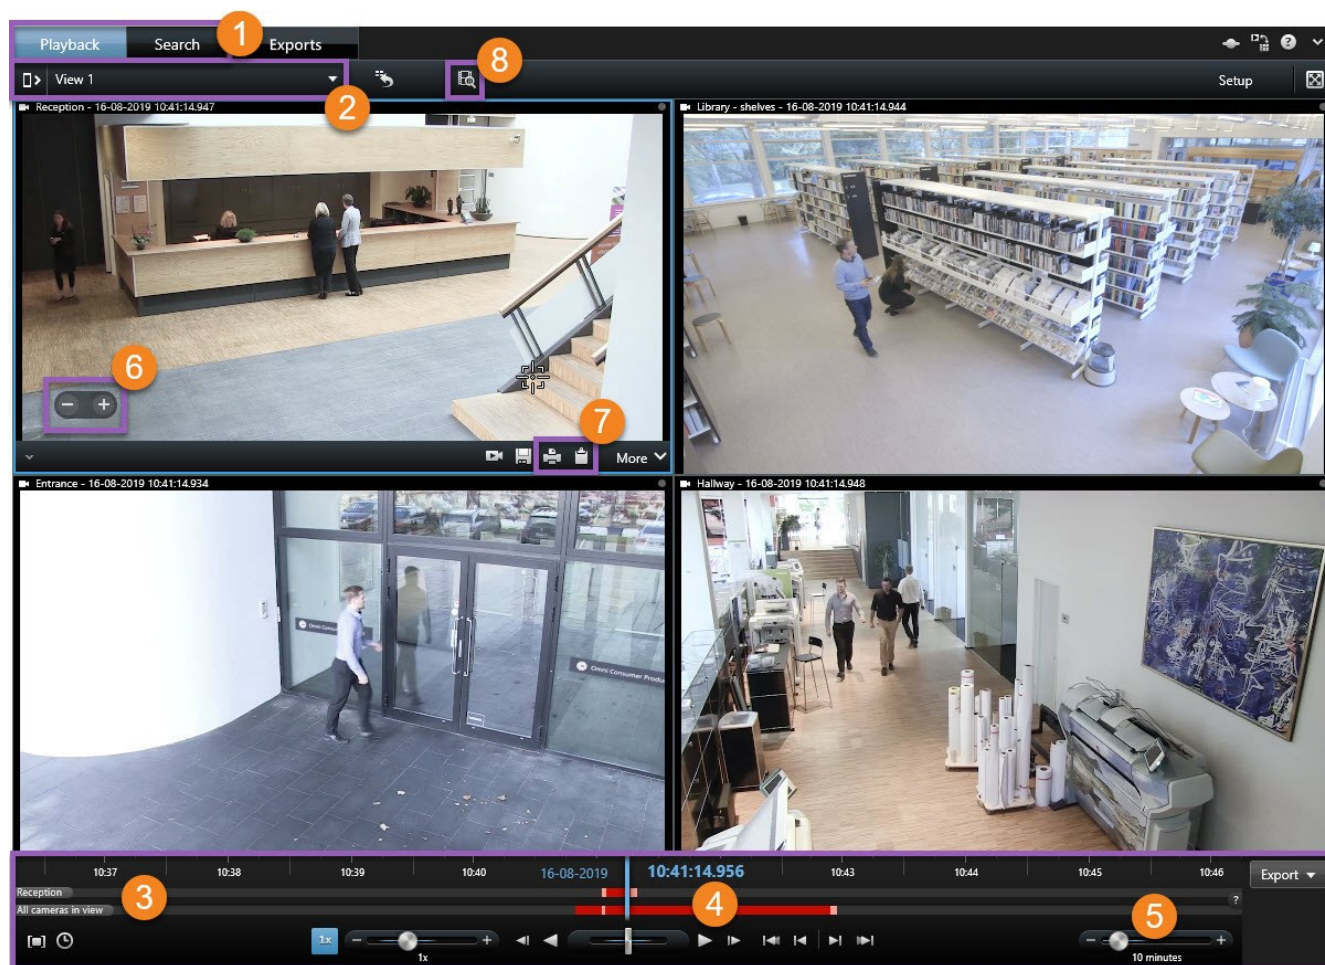 1
Playback Search Exports
8
View 1
Setup
2
Reception - 16-08-2019 10:41:14.947
Library - shelves - 16-08-2019 10:41:14.944
6
7
More
Entrance - 16-08-2019 10:41:14.934
Hallway - 16-08-2019 10:41:14.948
Omni Consumer Produ
10:37 10:38 10:39 10:40 16-08-2019 10:41:14.956 10:43 10:44 10:45 10:46
Export
Reception
3
4
5
?
All cameras in view
1x
1x
10 minutes